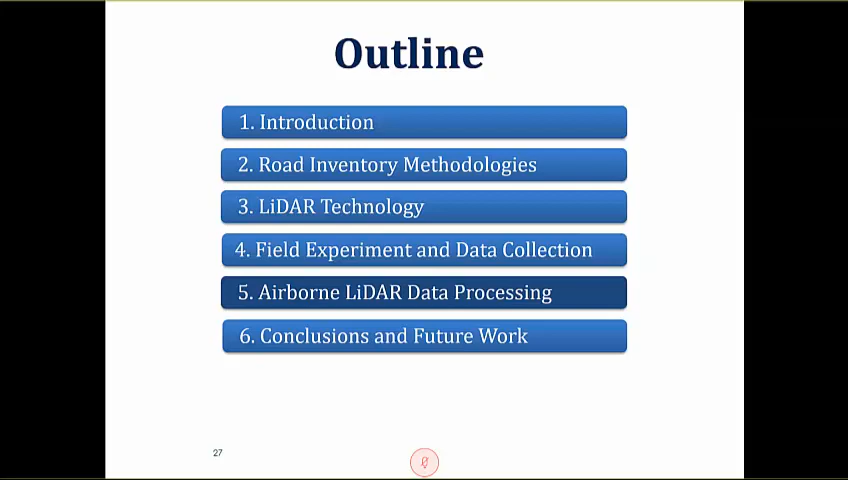 Outline
1. Introduction
2. Road Inventory Methodologies
3. LiDAR Technology
4. Field Experiment and Data Collection
5. Airborne LiDAR Data Processing
6. Conclusions and Future Work
27